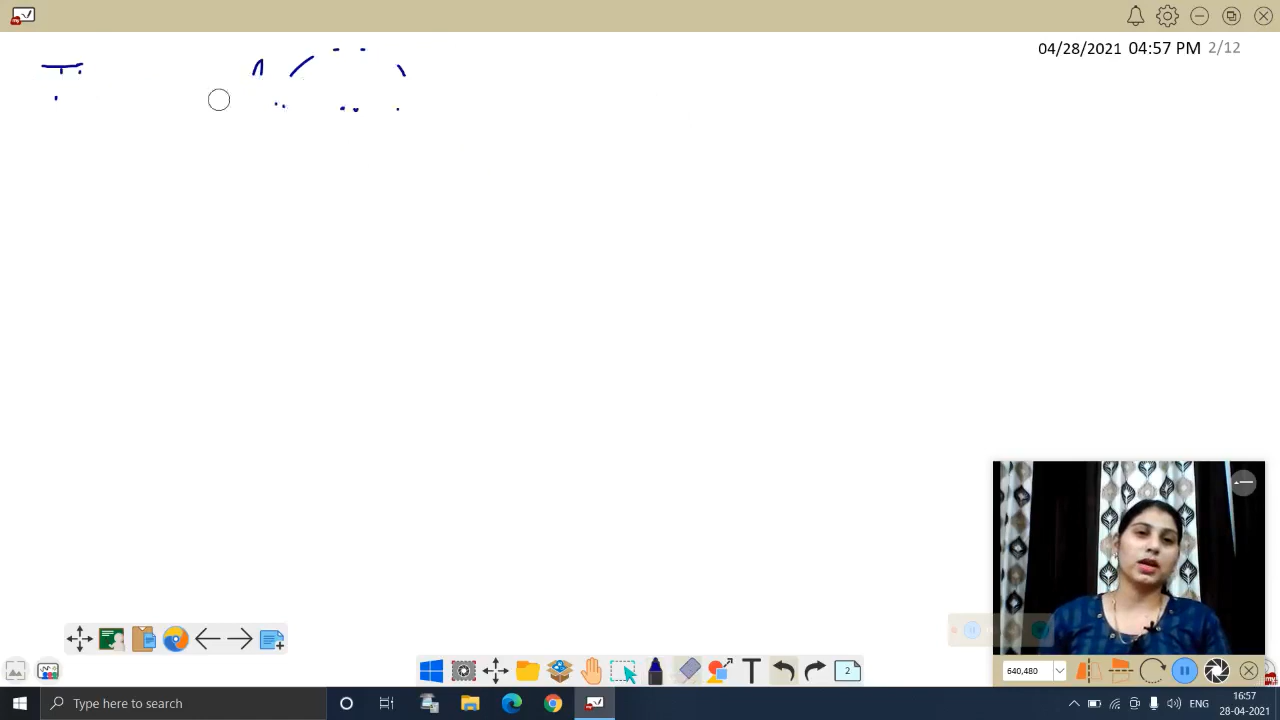 04/28/2021 04:57 PM 2/12
640,480
2
Type here to search
ENG
16:57
28-04-2021